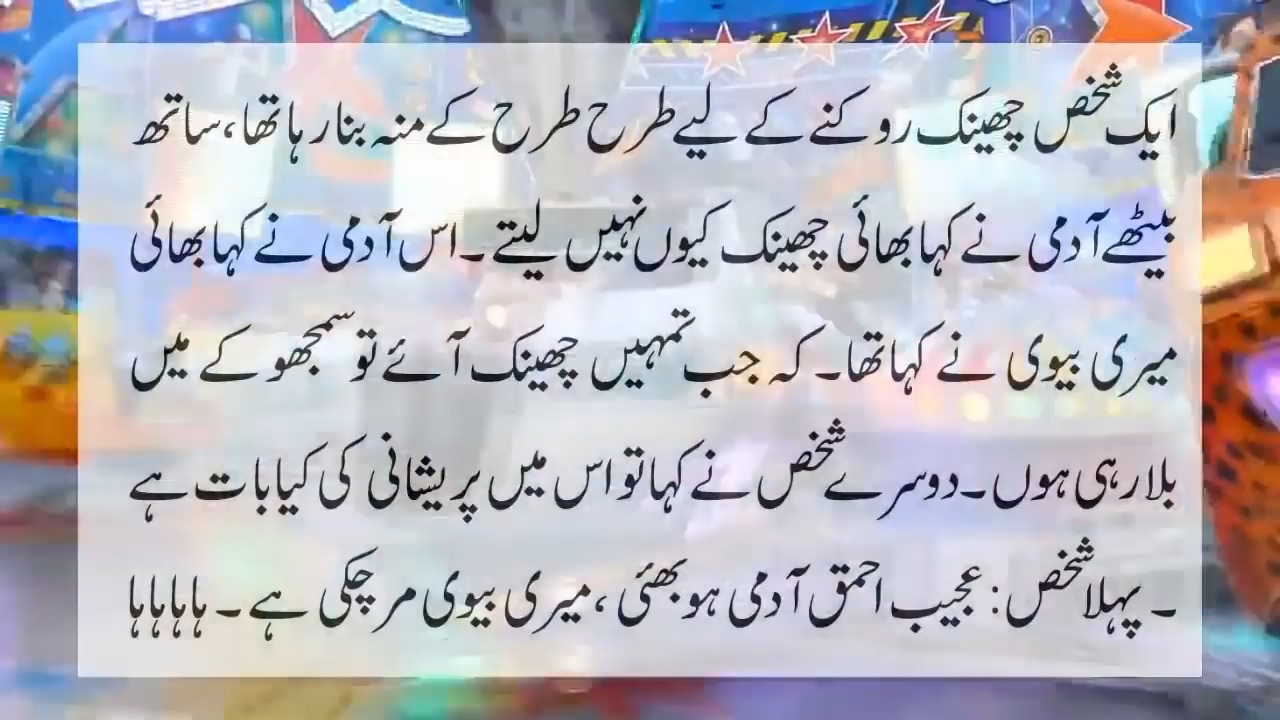 ایک شخص چھینک روکنے کے لیے طرح طرح کے منہ بنا رہا تھا، ساتھ
بیٹھے آدمی نے کہا بھائی چھینک کیوں نہیں لیتے۔ اس آدمی نے کہا بھائی
میری بیوی نے کہا تھا۔ کہ جب تمہیں چھینک آئے تو سمجھو کے میں
بلا رہی ہوں۔ دوسرے شخص نے کہا تو اس میں پریشانی کی کیا بات ہے
۔ پہلا شخص: عجیب احمق آدمی ہو بھئی، میری بیوی مر چکی ہے۔ ہاہاہاہا